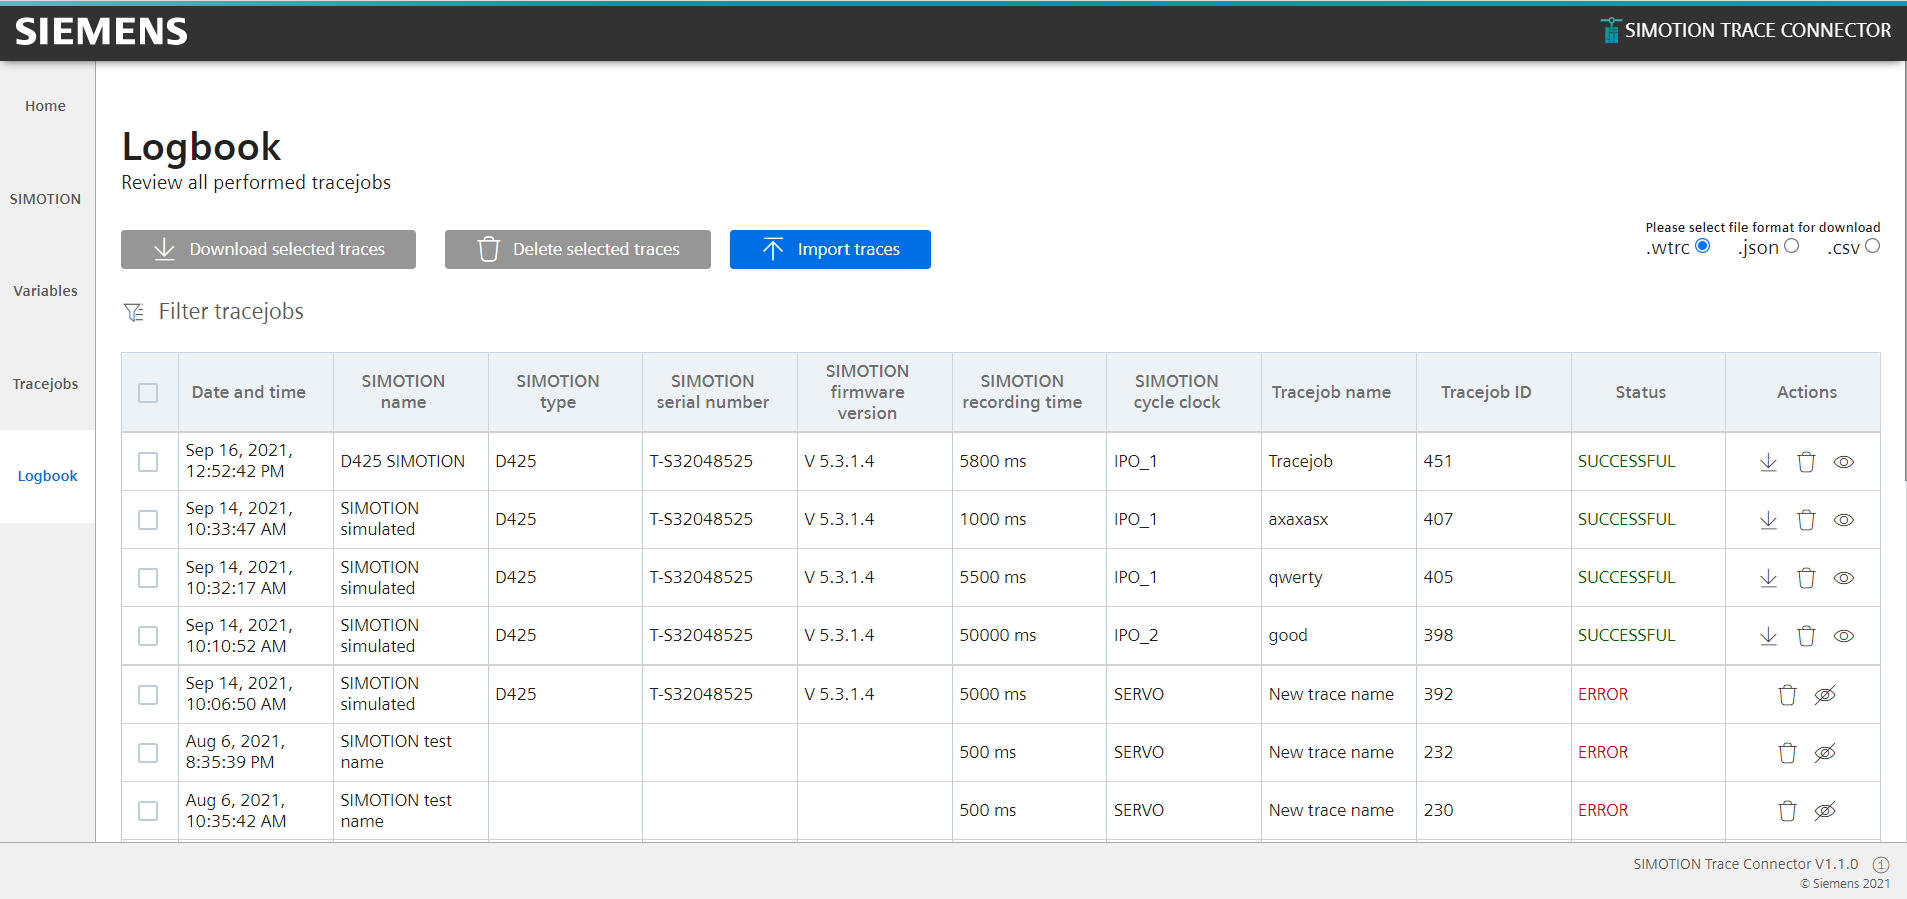 SIEMENS
SIMOTION TRACE CONNECTOR
Home
SIMOTION
Variables
Tracejobs
Logbook
Logbook
Review all performed tracejobs
Download selected traces
Delete selected traces
Import traces
Please select file format for download
.wtrc .json .csv
Filter tracejobs
Date and time | SIMOTION name | SIMOTION type | SIMOTION serial number | SIMOTION firmware version | SIMOTION recording time | SIMOTION cycle clock | Tracejob name | Tracejob ID | Status | Actions
Sep 16, 2021, 12:52:42 PM | D425 SIMOTION | D425 | T-S32048525 | V 5.3.1.4 | 5800 ms | IPO_1 | Tracejob | 451 | SUCCESSFUL
Sep 14, 2021, 10:33:47 AM | SIMOTION simulated | D425 | T-S32048525 | V 5.3.1.4 | 1000 ms | IPO_1 | axaxasx | 407 | SUCCESSFUL
Sep 14, 2021, 10:32:17 AM | SIMOTION simulated | D425 | T-S32048525 | V 5.3.1.4 | 5500 ms | IPO_1 | qwerty | 405 | SUCCESSFUL
Sep 14, 2021, 10:10:52 AM | SIMOTION simulated | D425 | T-S32048525 | V 5.3.1.4 | 50000 ms | IPO_2 | good | 398 | SUCCESSFUL
Sep 14, 2021, 10:06:50 AM | SIMOTION simulated | D425 | T-S32048525 | V 5.3.1.4 | 5000 ms | SERVO | New trace name | 392 | ERROR
Aug 6, 2021, 8:35:39 PM | SIMOTION test name | 500 ms | SERVO | New trace name | 232 | ERROR
Aug 6, 2021, 10:35:42 AM | SIMOTION test name | 500 ms | SERVO | New trace name | 230 | ERROR
SIMOTION Trace Connector V1.1.0
© Siemens 2021